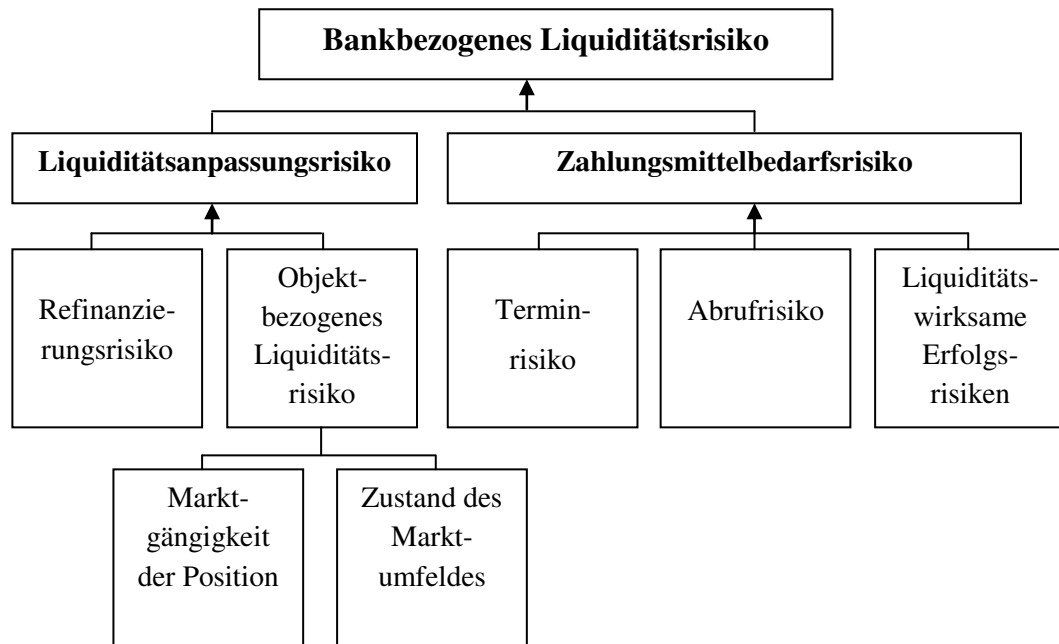 Bankbezogenes Liquiditätsrisiko
Liquiditätsanpassungsrisiko
Zahlungsmittelbedarfsrisiko
Refinanzie-
rungsrisiko
Objekt-
bezogenes
Liquiditäts-
risiko
Termin-
risiko
Abrufrisiko
Liquiditäts-
wirksame
Erfolgs-
risiken
Markt-
gängigkeit
der Position
Zustand des
Markt-
umfeldes